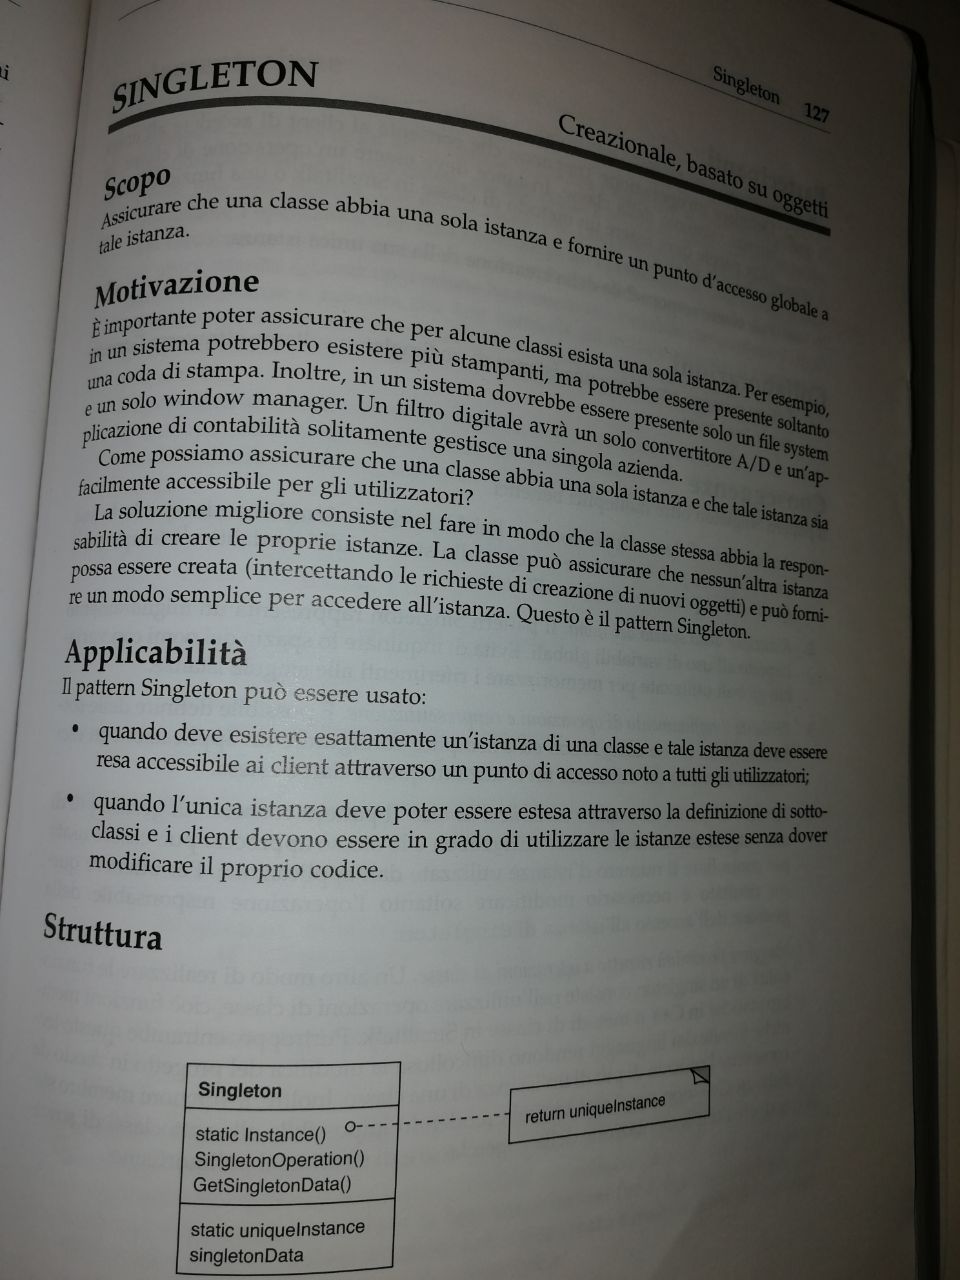 Singleton 127
SINGLETON
Creazionale, basato su oggetti
Scopo
Assicurare che una classe abbia una sola istanza e fornire un punto d'accesso globale a
tale istanza.
Motivazione
È importante poter assicurare che per alcune classi esista una sola istanza. Per esempio,
in un sistema potrebbero esistere più stampanti, ma potrebbe essere presente soltanto
una coda di stampa. Inoltre, in un sistema dovrebbe essere presente solo un file system
e un solo window manager. Un filtro digitale avrà un solo convertitore A/D e un'ap-
plicazione di contabilità solitamente gestisce una singola azienda.
Come possiamo assicurare che una classe abbia una sola istanza e che tale istanza sia
facilmente accessibile per gli utilizzatori?
La soluzione migliore consiste nel fare in modo che la classe stessa abbia la respon-
sabilità di creare le proprie istanze. La classe può assicurare che nessun'altra istanza
possa essere creata (intercettando le richieste di creazione di nuovi oggetti) e può forni-
re un modo semplice per accedere all'istanza. Questo è il pattern Singleton.
Applicabilità
Il pattern Singleton può essere usato:
• quando deve esistere esattamente un'istanza di una classe e tale istanza deve essere
resa accessibile ai client attraverso un punto di accesso noto a tutti gli utilizzatori;
• quando l'unica istanza deve poter essere estesa attraverso la definizione di sotto-
classi e i client devono essere in grado di utilizzare le istanze estese senza dover
modificare il proprio codice.
Struttura
Singleton
static Instance()
SingletonOperation()
GetSingletonData()
static uniqueInstance
singletonData
return uniqueInstance